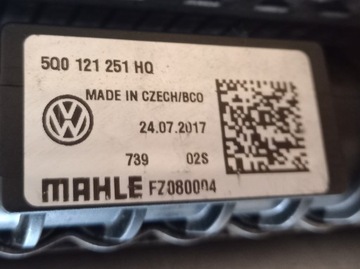 5Q0 121 251 HQ
MADE IN CZECH/BCO
24.07.2017
739 02S
MAHLE FZ080004